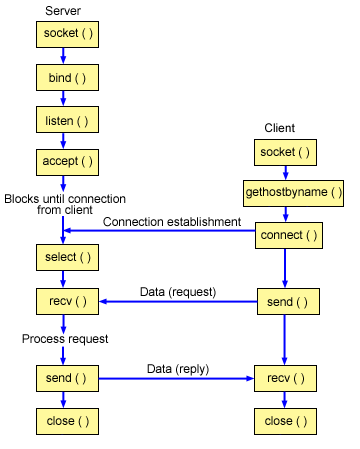 Server
socket ( )
bind ( )
listen ( )
accept ( )
Blocks until connection
from client
Client
socket ( )
gethostbyname ( )
Connection establishment
connect ( )
select ( )
recv ( )
Data (request)
send ( )
Process request
send ( )
Data (reply)
recv ( )
close ( )
close ( )